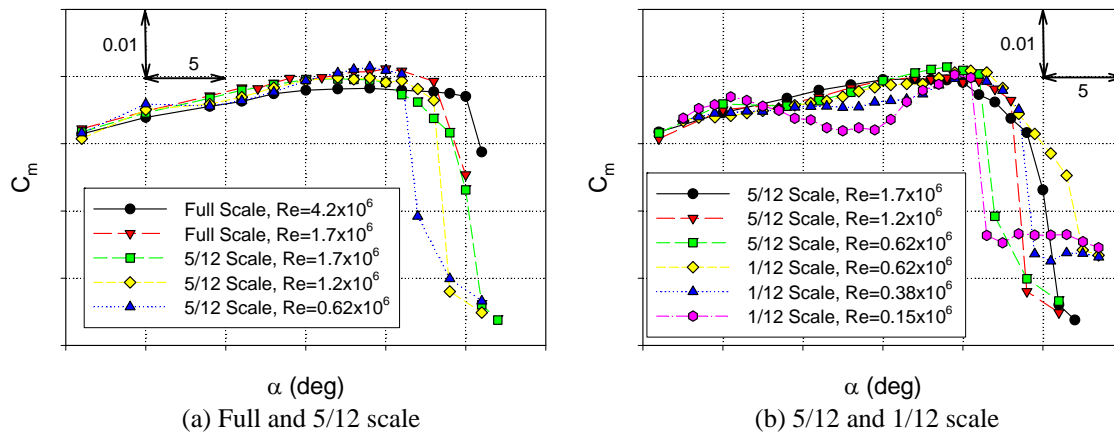 0.01
5
C_m
Full Scale, Re=4.2x10^6
Full Scale, Re=1.7x10^6
5/12 Scale, Re=1.7x10^6
5/12 Scale, Re=1.2x10^6
5/12 Scale, Re=0.62x10^6
α (deg)
(a) Full and 5/12 scale
0.01
5
C_m
5/12 Scale, Re=1.7x10^6
5/12 Scale, Re=1.2x10^6
5/12 Scale, Re=0.62x10^6
1/12 Scale, Re=0.62x10^6
1/12 Scale, Re=0.38x10^6
1/12 Scale, Re=0.15x10^6
α (deg)
(b) 5/12 and 1/12 scale